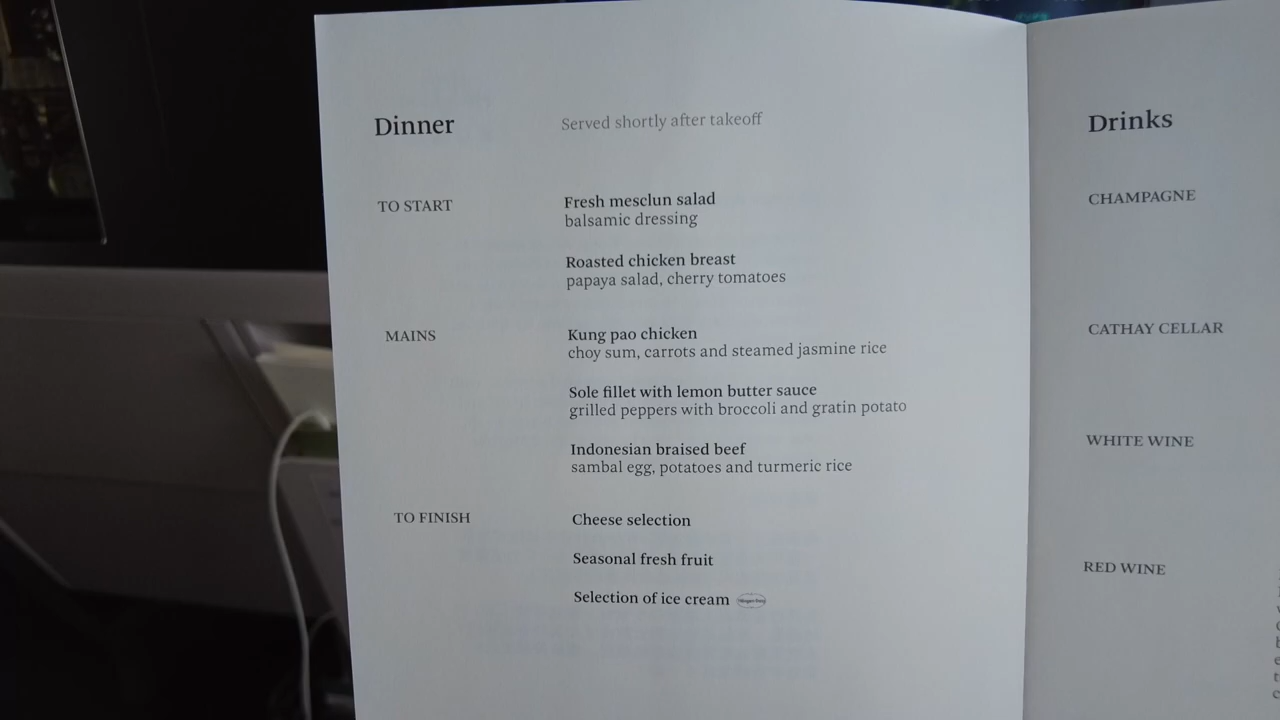 Dinner
Served shortly after takeoff
TO START
Fresh mesclun salad
balsamic dressing
Roasted chicken breast
papaya salad, cherry tomatoes
MAINS
Kung pao chicken
choy sum, carrots and steamed jasmine rice
Sole fillet with lemon butter sauce
grilled peppers with broccoli and gratin potato
Indonesian braised beef
sambal egg, potatoes and turmeric rice
TO FINISH
Cheese selection
Seasonal fresh fruit
Selection of ice cream
Drinks
CHAMPAGNE
CATHAY CELLAR
WHITE WINE
RED WINE